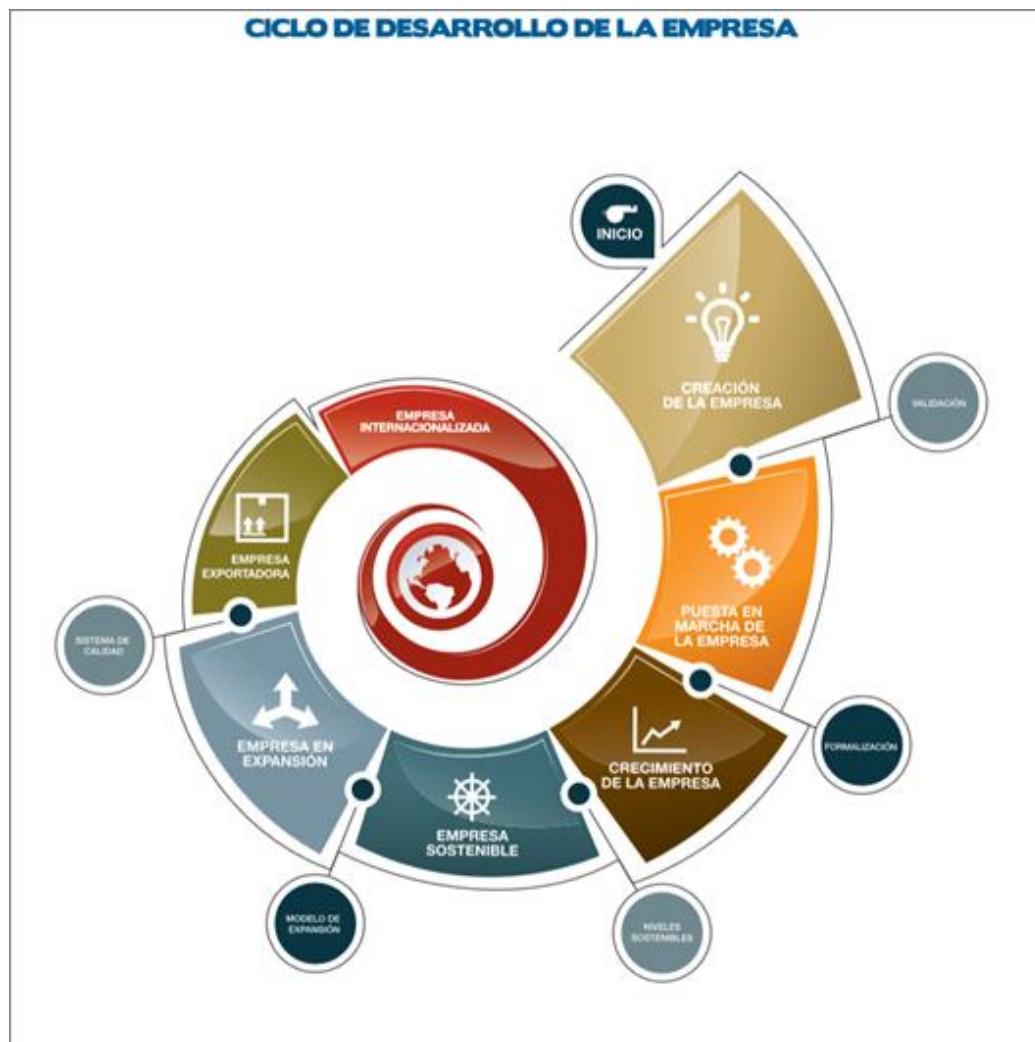 CICLO DE DESARROLLO DE LA EMPRESA
INICIO
CREACIÓN
DE LA EMPRESA
VALIDACIÓN
PUESTA EN
MARCHA DE
LA EMPRESA
FORMALIZACIÓN
CRECIMIENTO
DE LA EMPRESA
NIVELES
SOSTENIBLES
EMPRESA
SOSTENIBLE
MODELO DE
EXPANSIÓN
EMPRESA EN
EXPANSIÓN
SISTEMA DE
CALIDAD
EMPRESA
EXPORTADORA
EMPRESA
INTERNACIONALIZADA